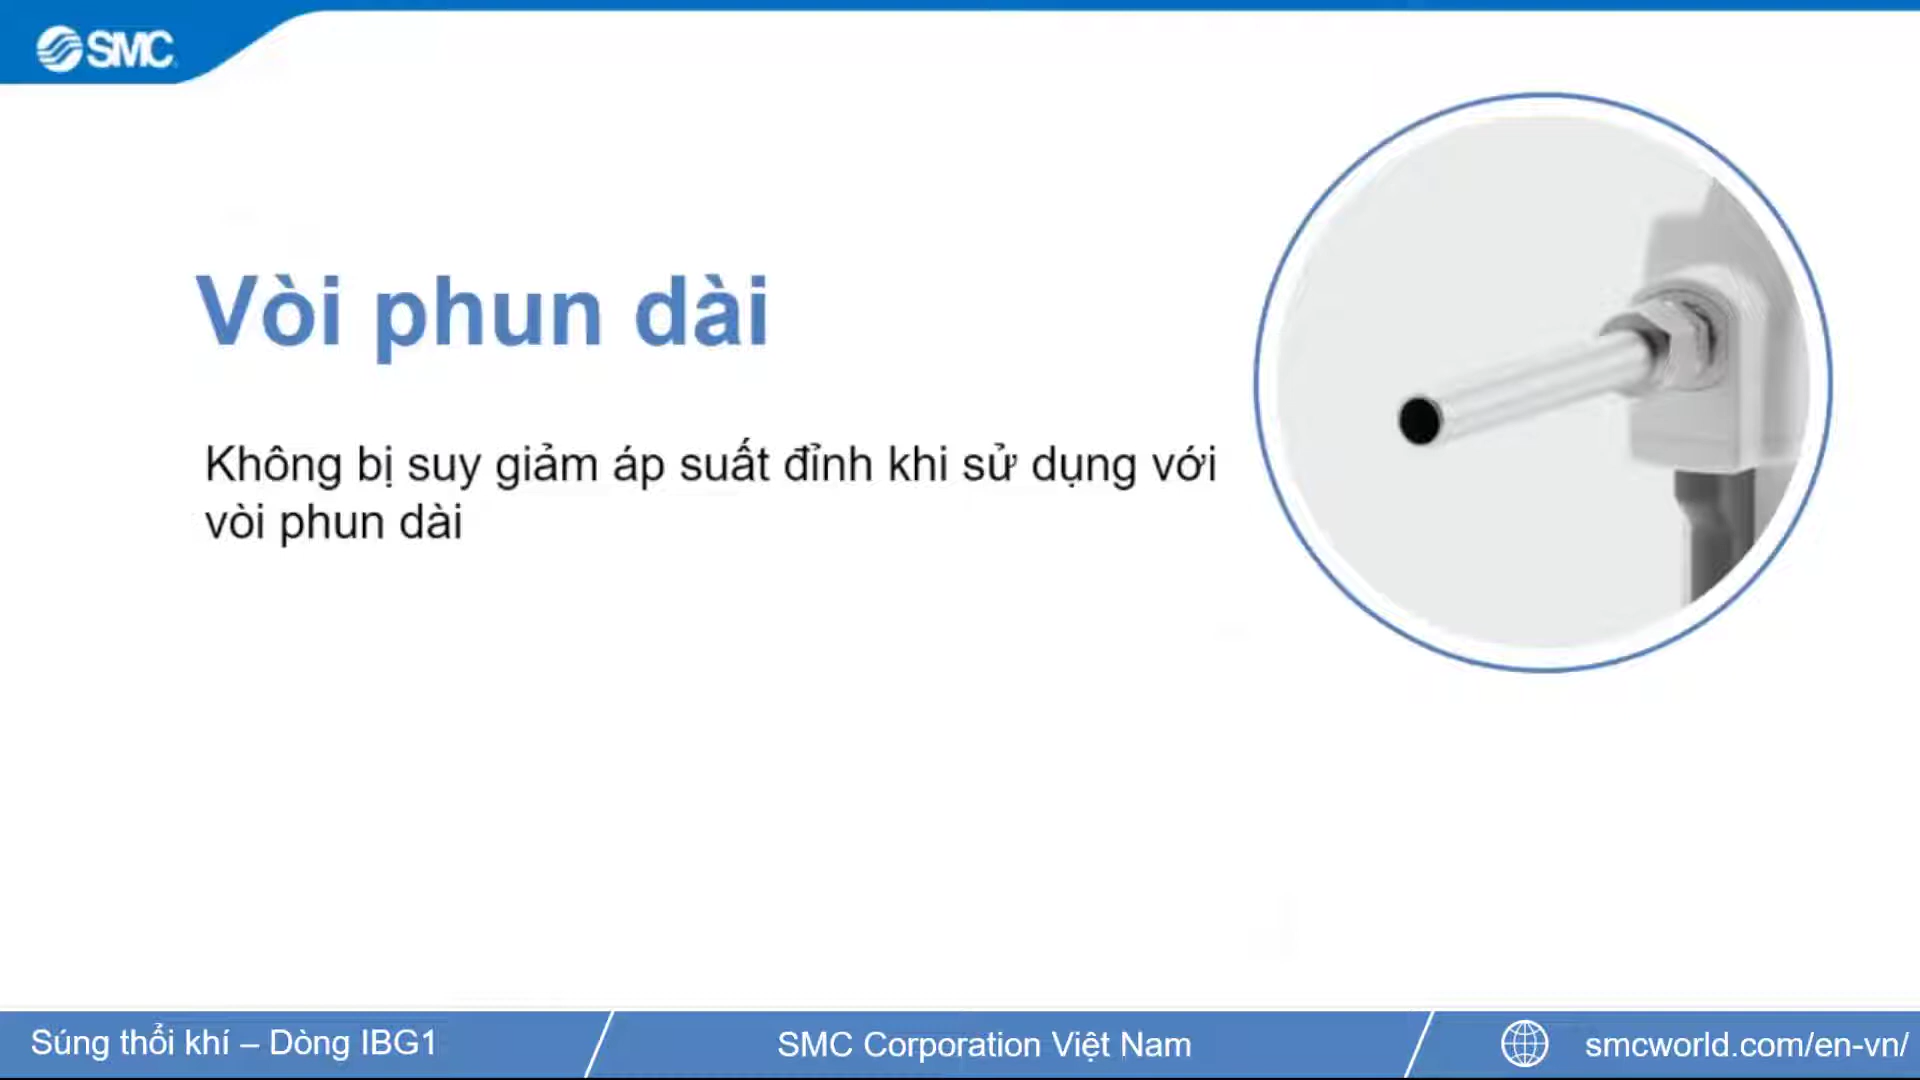 SMC
Vòi phun dài
Không bị suy giảm áp suất đỉnh khi sử dụng với
vòi phun dài
Súng thổi khí – Dòng IBG1
SMC Corporation Việt Nam
smcworld.com/en-vn/